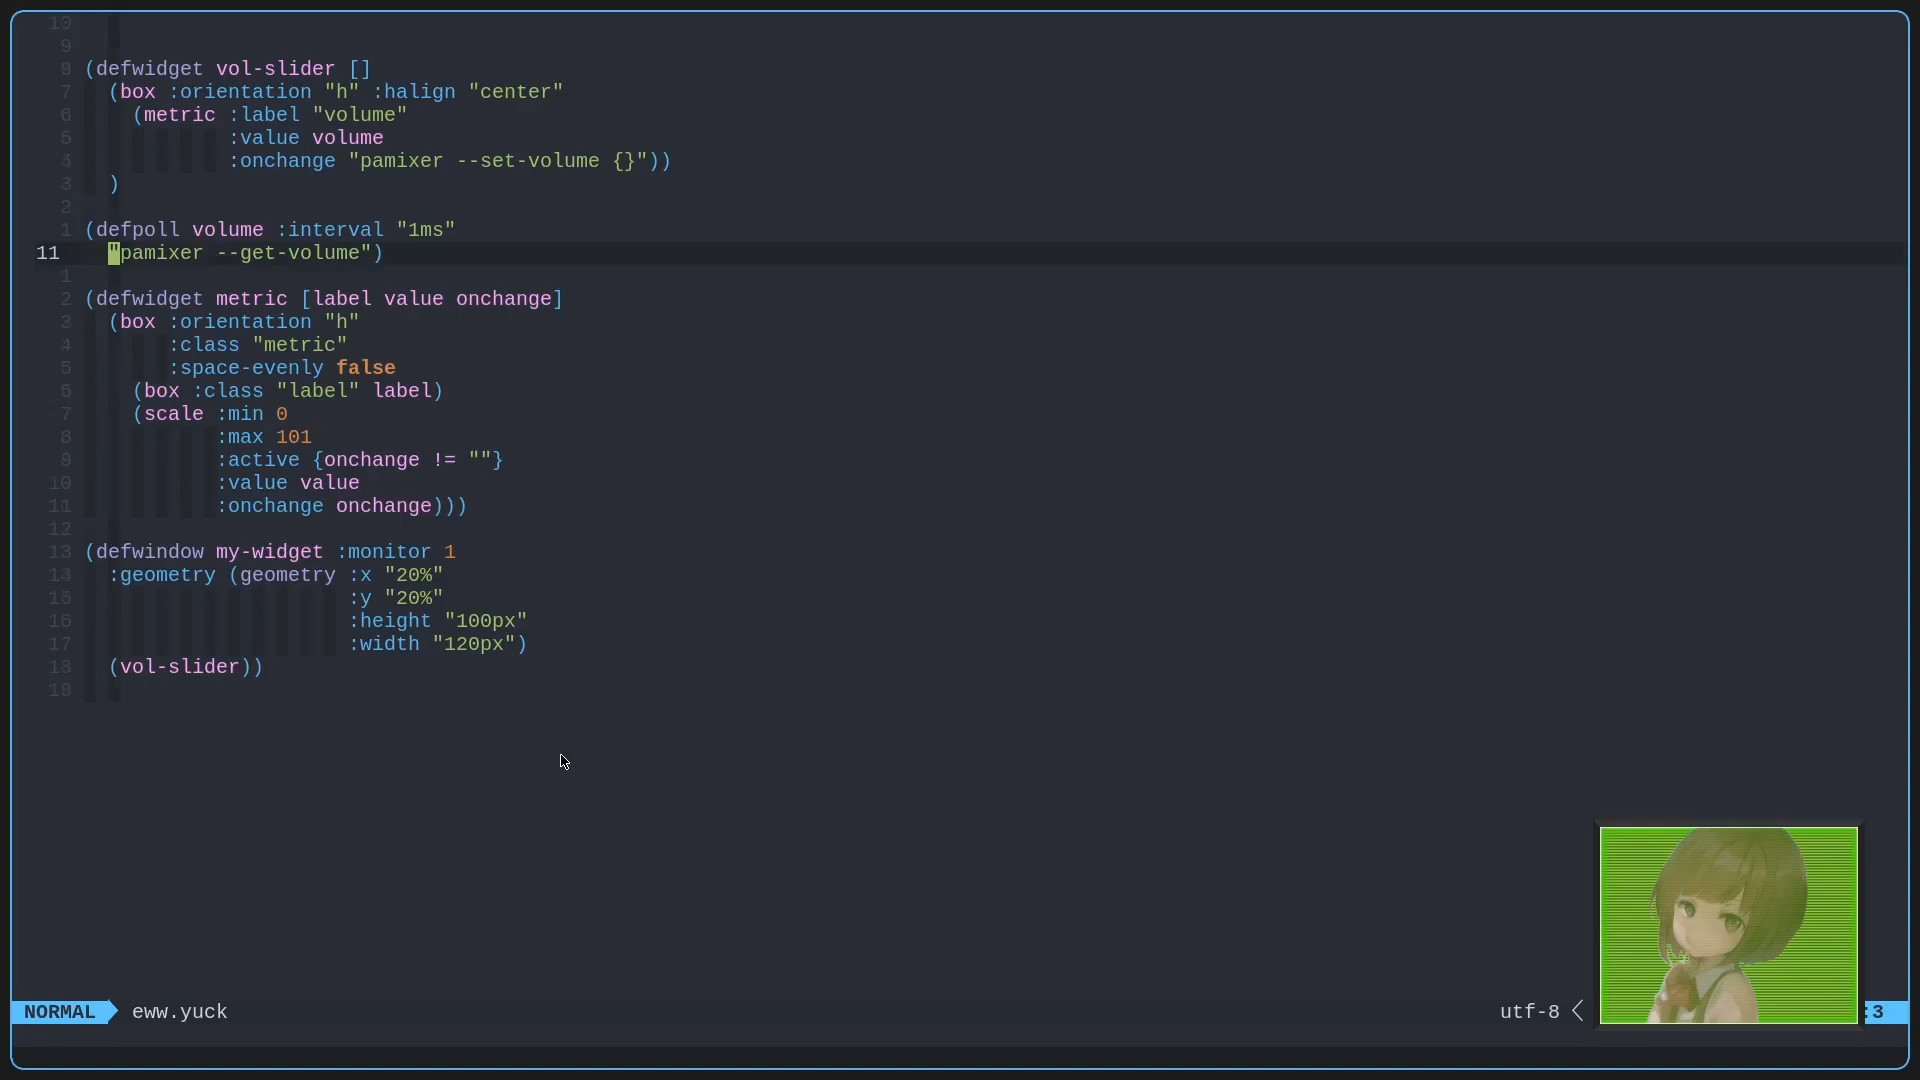 10
9
8 (defwidget vol-slider []
7 (box :orientation "h" :halign "center"
6 (metric :label "volume"
5 :value volume
4 :onchange "pamixer --set-volume {}"))
3 )
2
1 (defpoll volume :interval "1ms"
11 "pamixer --get-volume")
1
2 (defwidget metric [label value onchange]
3 (box :orientation "h"
4 :class "metric"
5 :space-evenly false
6 (box :class "label" label)
7 (scale :min 0
8 :max 101
9 :active {onchange != ""}
10 :value value
11 :onchange onchange)))
12
13 (defwindow my-widget :monitor 1
14 :geometry (geometry :x "20%"
15 :y "20%"
16 :height "100px"
17 :width "120px")
18 (vol-slider))
19
NORMAL eww.yuck utf-8 :3